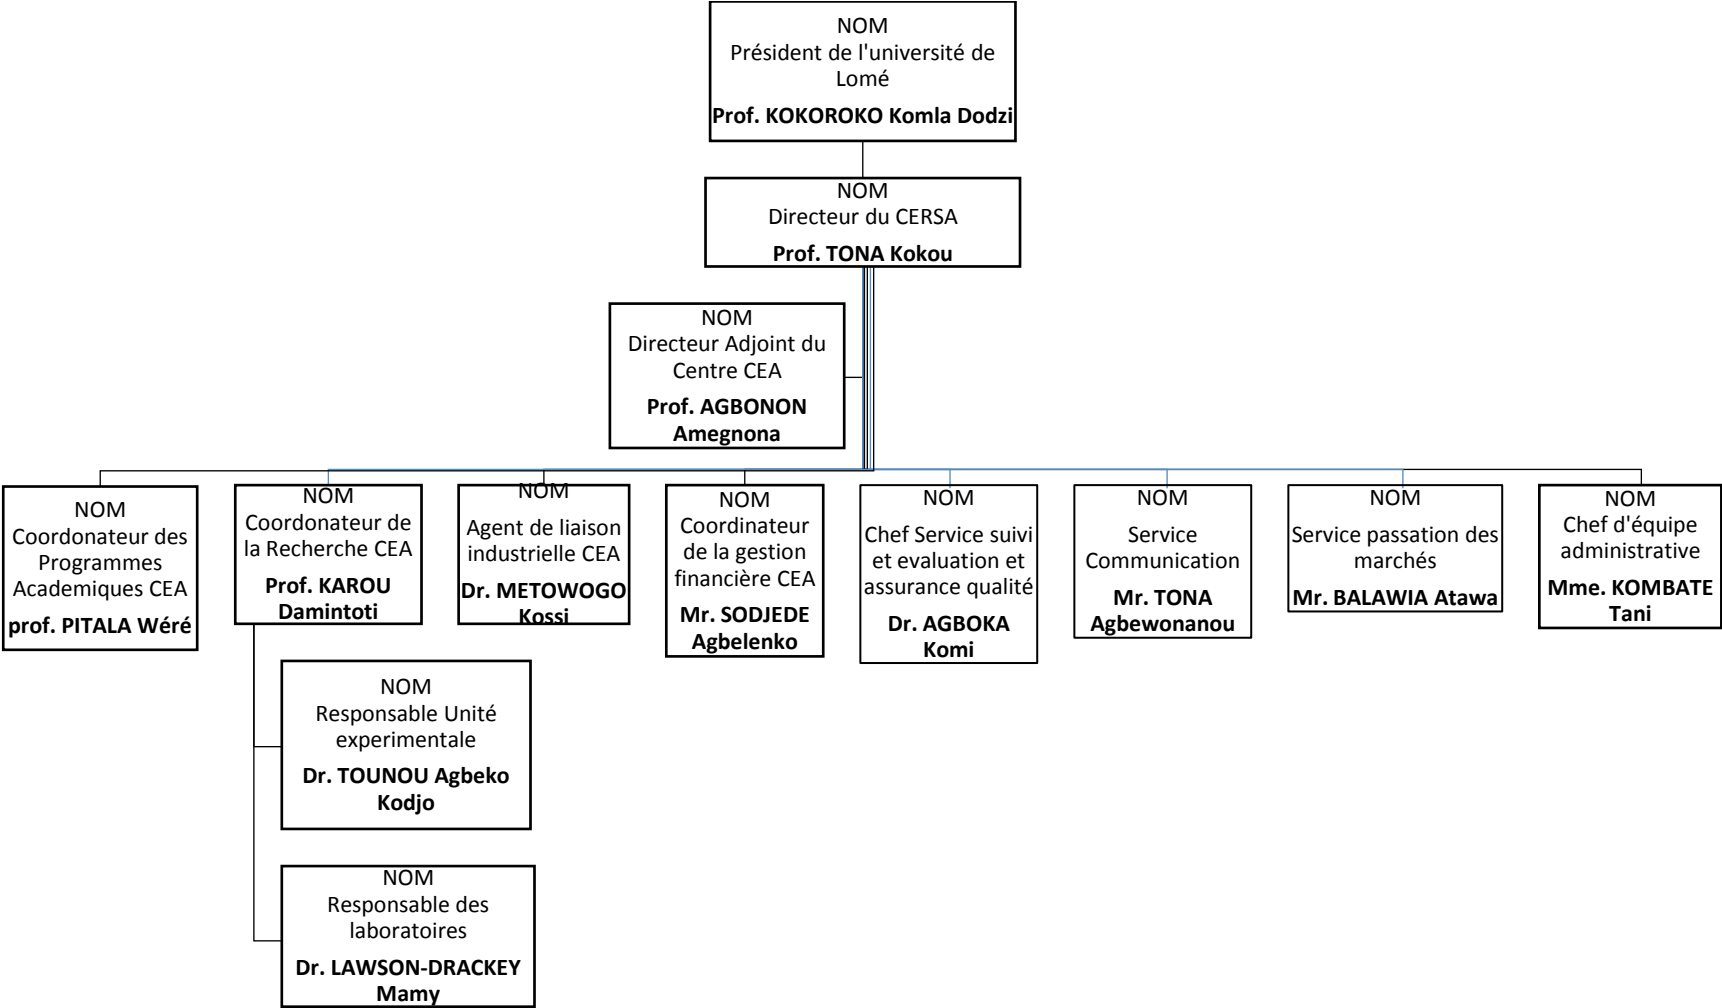 NOM
Président de l'université de
Lomé
Prof. KOKOROKO Komla Dodzi
NOM
Directeur du CERSA
Prof. TONA Kokou
NOM
Directeur Adjoint du
Centre CEA
Prof. AGBONON
Amegnona
NOM
Coordonateur des
Programmes
Academiques CEA
prof. PITALA Wéré
NOM
Coordonateur de
la Recherche CEA
Prof. KAROU
Damintoti
NOM
Agent de liaison
industrielle CEA
Dr. METOWOGO
Kossi
NOM
Coordinateur
de la gestion
financière CEA
Mr. SODJEDE
Agbelenko
NOM
Chef Service suivi
et evaluation et
assurance qualité
Dr. AGBOKA
Komi
NOM
Service
Communication
Mr. TONA
Agbewonanou
NOM
Service passation des
marchés
Mr. BALAWIA Atawa
NOM
Chef d'équipe
administrative
Mme. KOMBATE
Tani
NOM
Responsable Unité
experimentale
Dr. TOUNOU Agbeko
Kodjo
NOM
Responsable des
laboratoires
Dr. LAWSON-DRACKEY
Mamy